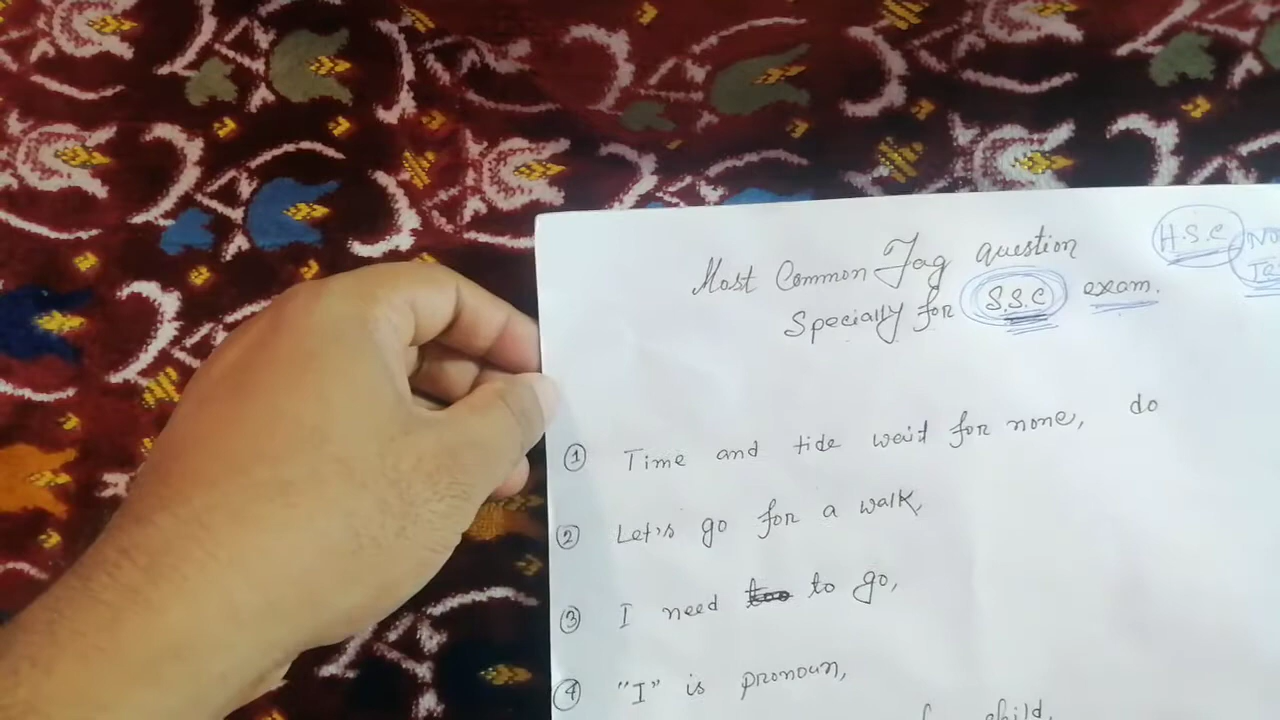 Most Common Tag question
Specially for S.S.C exam.
H.S.C
① Time and tide wait for none, do
② Let's go for a walk,
③ I need to go,
④ "I" is pronoun,
child.